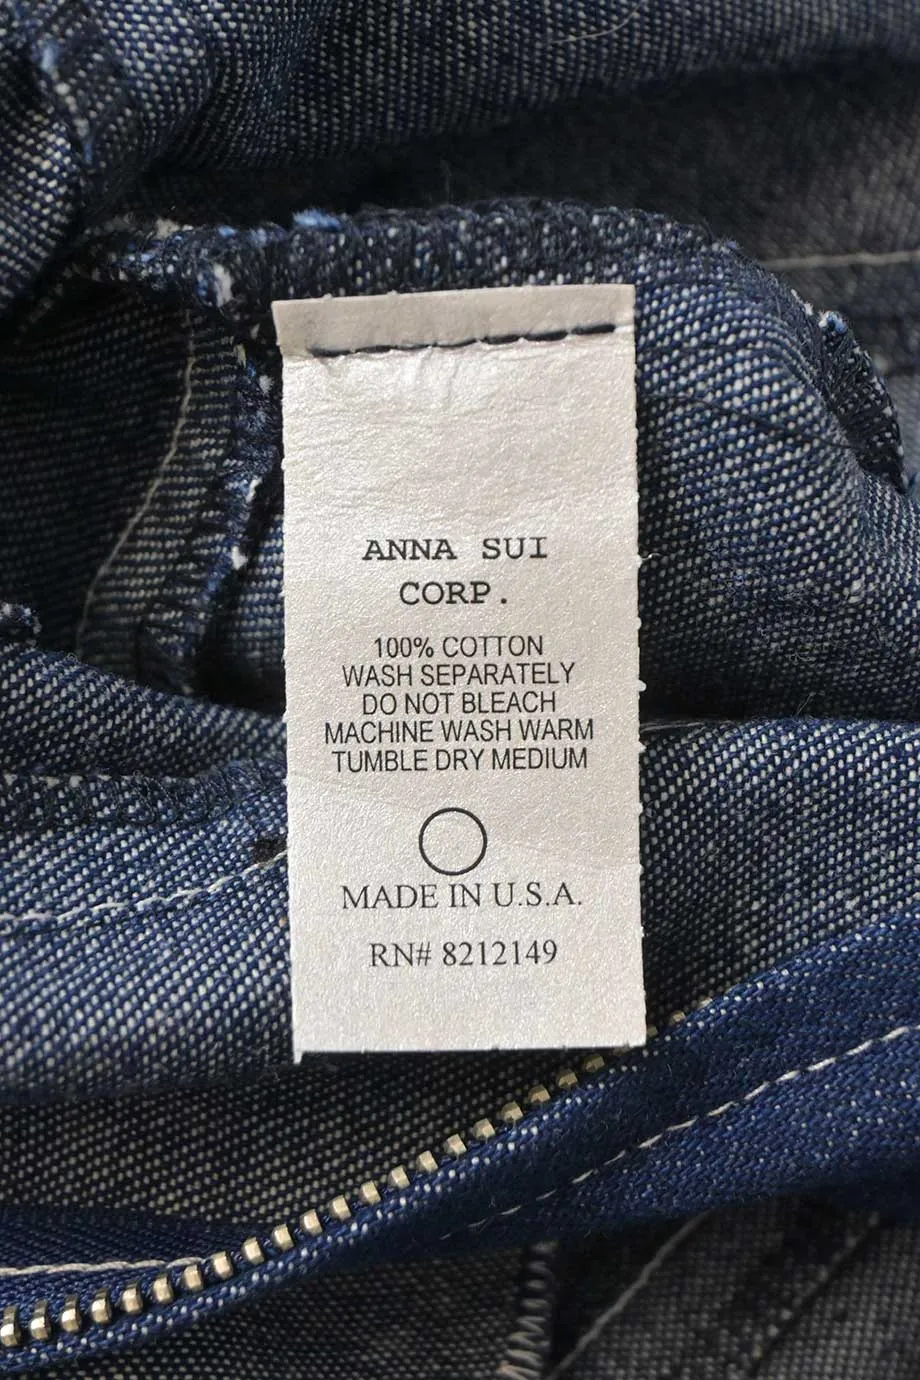 ANNA SUI
CORP.
100% COTTON
WASH SEPARATELY
DO NOT BLEACH
MACHINE WASH WARM
TUMBLE DRY MEDIUM
MADE IN U.S.A.
RN# 8212149